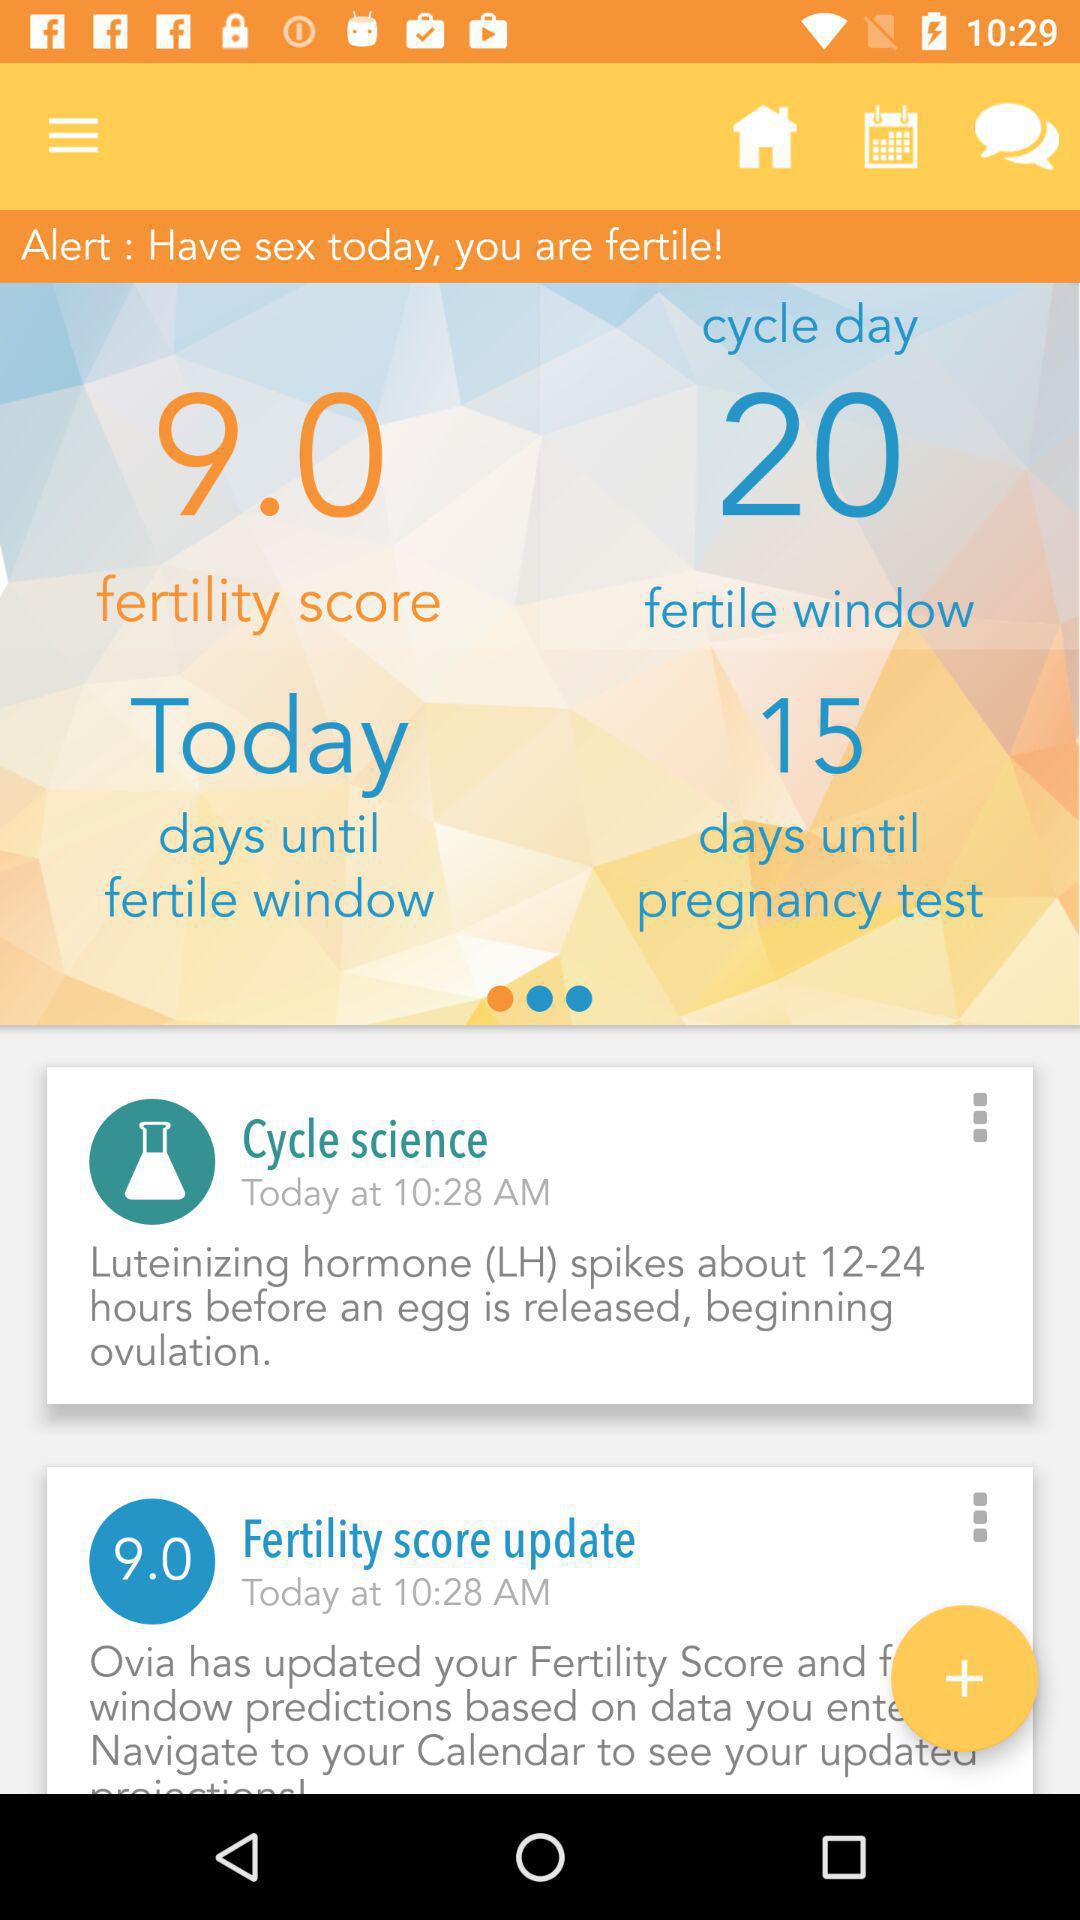 10:29
Alert : Have sex today, you are fertile!
9.0
fertility score
cycle day
20
fertile window
Today
days until
fertile window
15
days until
pregnancy test
Cycle science
Today at 10:28 AM
Luteinizing hormone (LH) spikes about 12-24
hours before an egg is released, beginning
ovulation.
9.0
Fertility score update
Today at 10:28 AM
Ovia has updated your Fertility Score and
window predictions based on data you
Navigate to your Calendar to see your updated
projections!
+